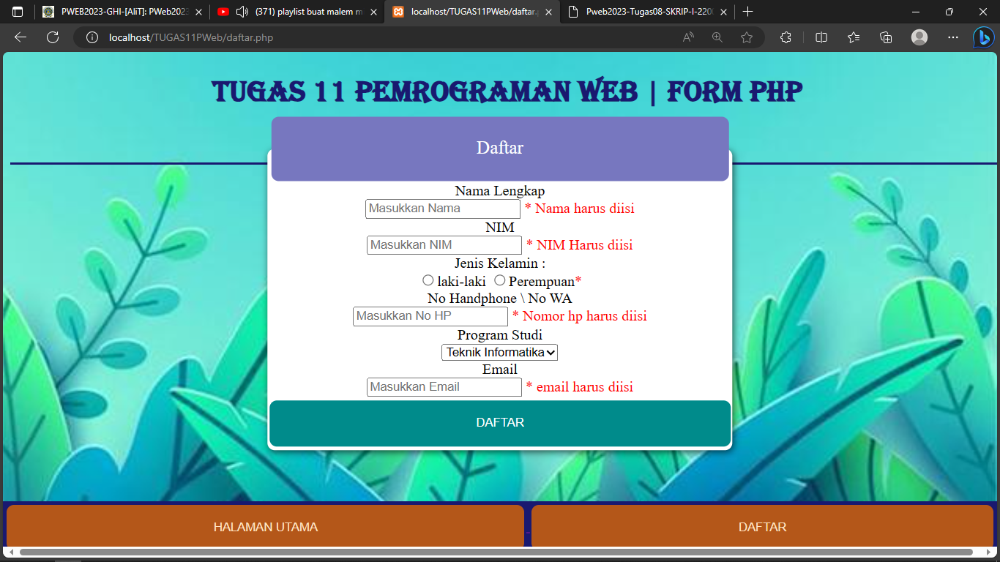 PWEB2023-GHI-[AliT]: PWeb2023
(371) playlist buat malem m
localhost/TUGAS11PWeb/daftar.p
Pweb2023-Tugas08-SKRIP-I-220
localhost/TUGAS11PWeb/daftar.php
TUGAS 11 PEMROGRAMAN WEB | FORM PHP
Daftar
Nama Lengkap
Masukkan Nama * Nama harus diisi
NIM
Masukkan NIM * NIM Harus diisi
Jenis Kelamin :
laki-laki Perempuan*
No Handphone \ No WA
Masukkan No HP * Nomor hp harus diisi
Program Studi
Teknik Informatika
Email
Masukkan Email * email harus diisi
DAFTAR
HALAMAN UTAMA DAFTAR